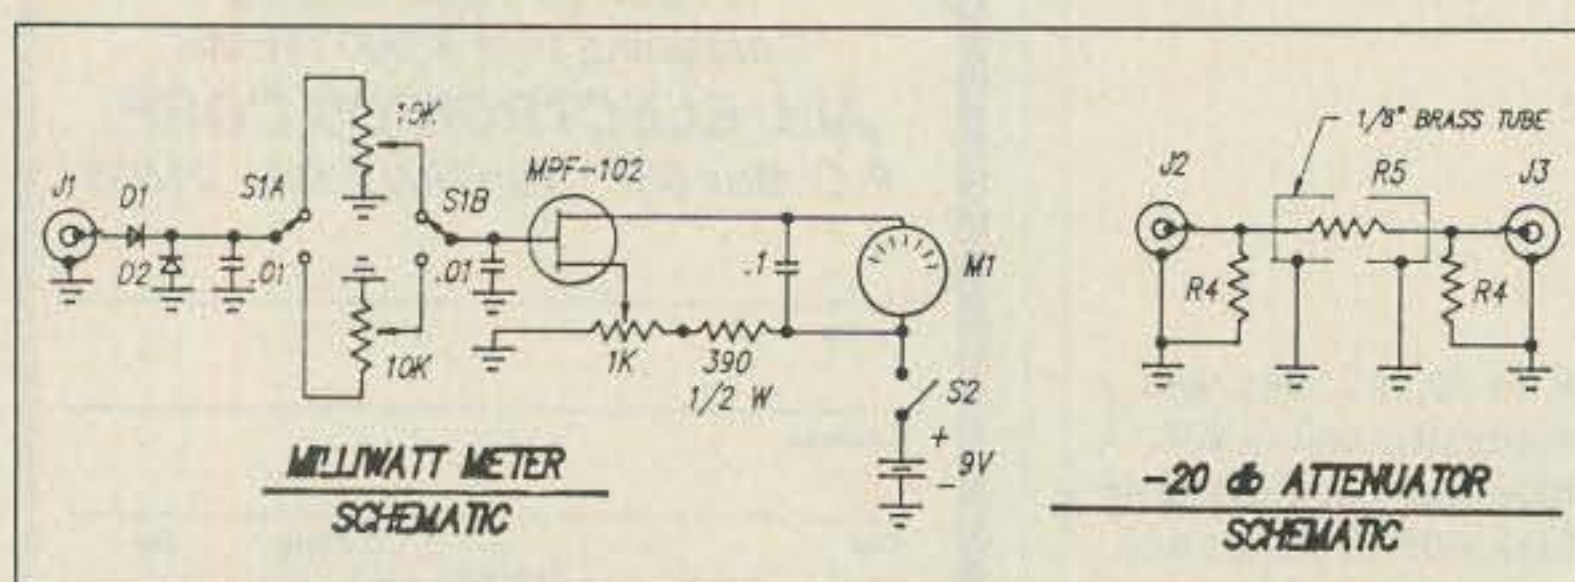 J1
D1
D2
.01
S1A
10K
10K
S1B
.01
MPF-102
.1
M1
1K
390
1/2 W
S2
+
9V
-
MILLIWATT METER
SCHEMATIC
1/8" BRASS TUBE
J2
R5
J3
R4
R4
-20 db ATTENUATOR
SCHEMATIC